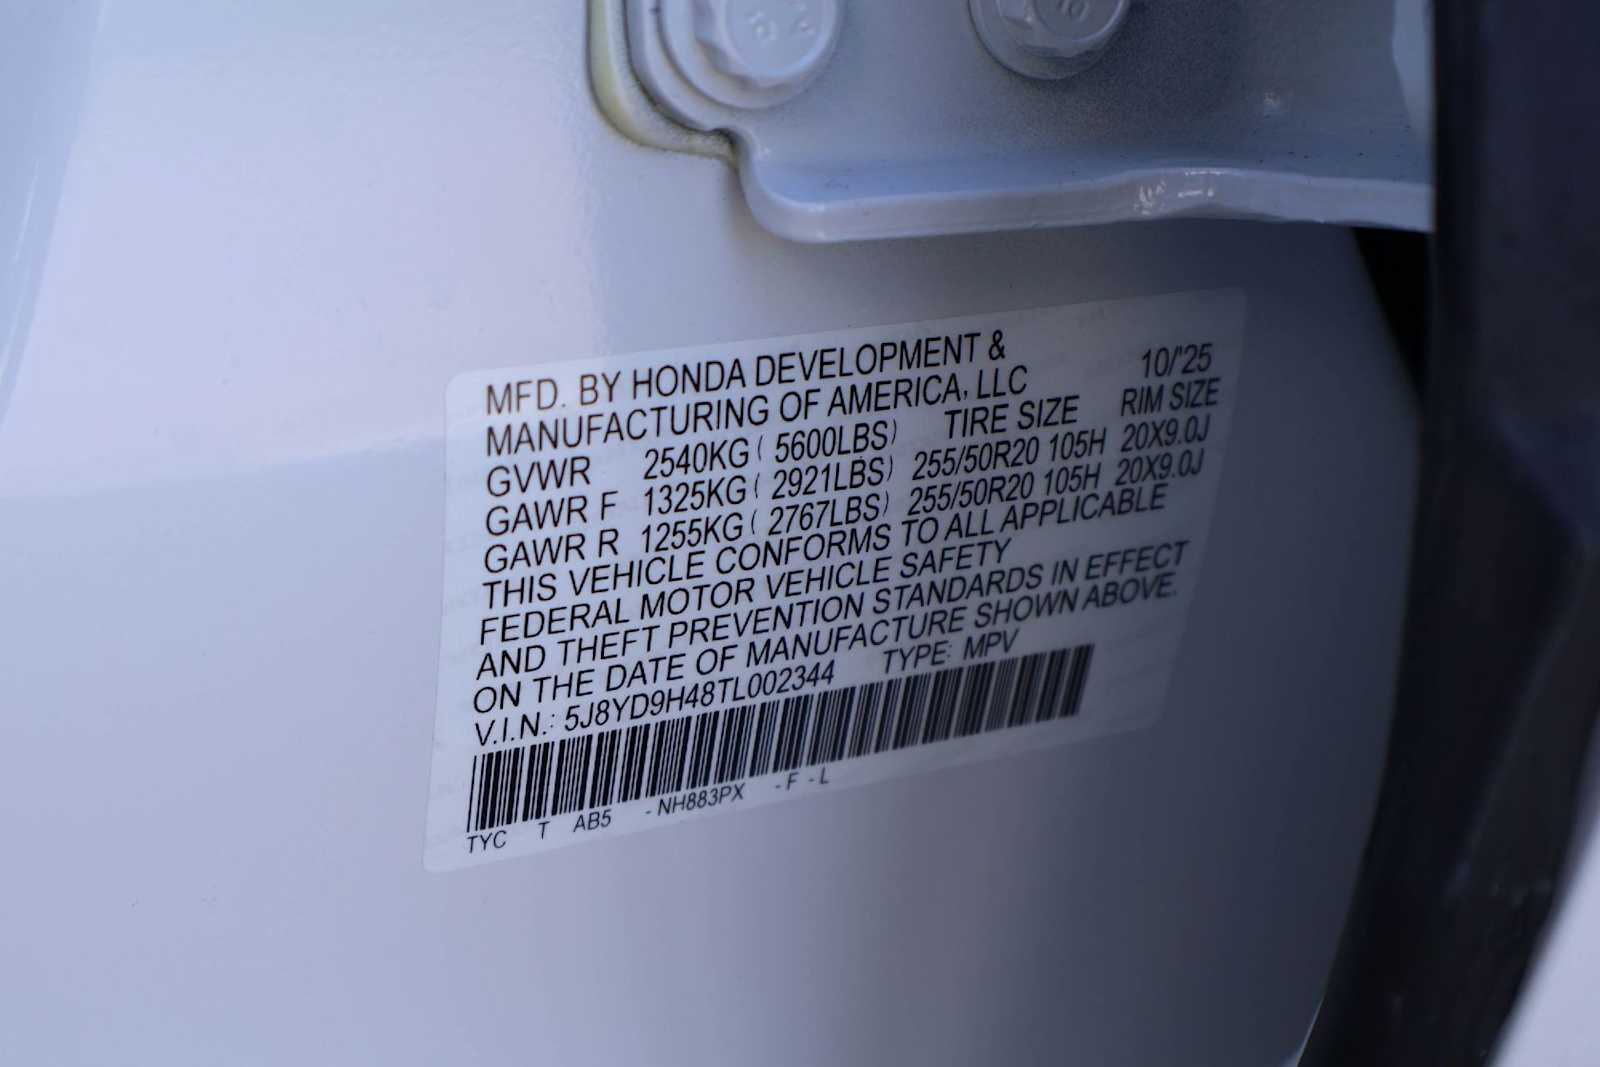 MFD. BY HONDA DEVELOPMENT &
MANUFACTURING OF AMERICA, LLC 10/'25
GVWR 2540KG ( 5600LBS) TIRE SIZE RIM SIZE
GAWR F 1325KG ( 2921LBS) 255/50R20 105H 20X9.0J
GAWR R 1255KG ( 2767LBS) 255/50R20 105H 20X9.0J
THIS VEHICLE CONFORMS TO ALL APPLICABLE
FEDERAL MOTOR VEHICLE SAFETY
AND THEFT PREVENTION STANDARDS IN EFFECT
ON THE DATE OF MANUFACTURE SHOWN ABOVE.
V.I.N.: 5J8YD9H48TL002344 TYPE: MPV
TYC T AB5 -NH883PX -F -L